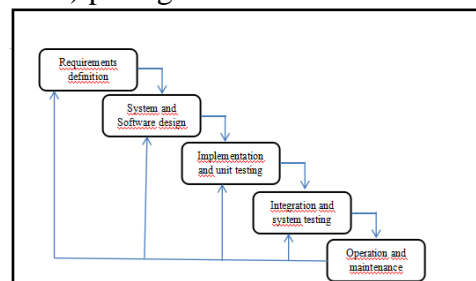 Requirements
definition
System and
Software design
Implementation
and unit testing
Integration and
system testing
Operation and
maintenance